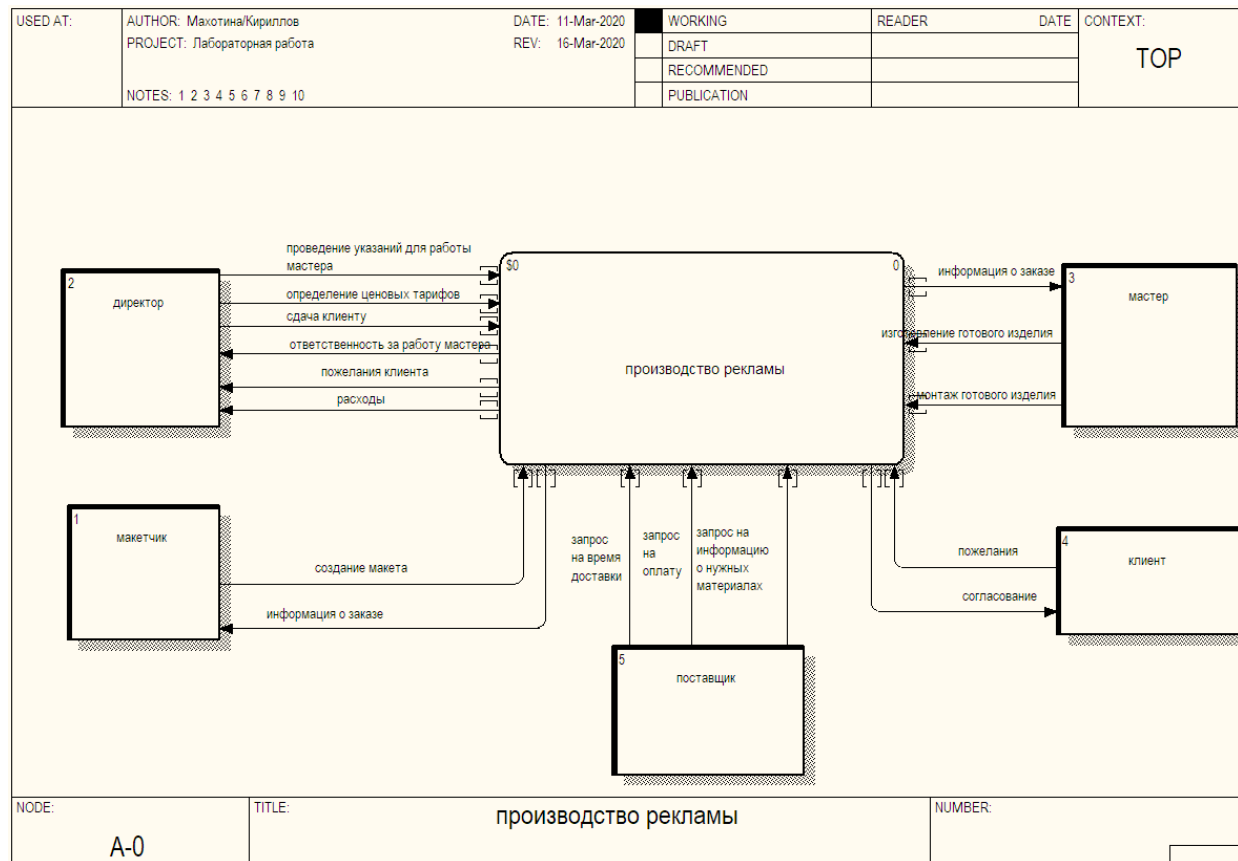 USED AT:
AUTHOR: Махотина/Кириллов
DATE: 11-Mar-2020
PROJECT: Лабораторная работа
REV: 16-Mar-2020
NOTES: 1 2 3 4 5 6 7 8 9 10
WORKING
DRAFT
RECOMMENDED
PUBLICATION
READER
DATE
CONTEXT:
TOP
проведение указаний для работы
мастера
определение ценовых тарифов
сдача клиенту
ответственность за работу мастера
пожелания клиента
расходы
2
директор
$0
0
производство рекламы
информация о заказе
изготовление готового изделия
монтаж готового изделия
3
мастер
1
макетчик
создание макета
информация о заказе
запрос
на время
доставки
запрос
на
оплату
запрос на
информацию
о нужных
материалах
пожелания
согласование
4
клиент
5
поставщик
NODE:
A-0
TITLE:
производство рекламы
NUMBER: